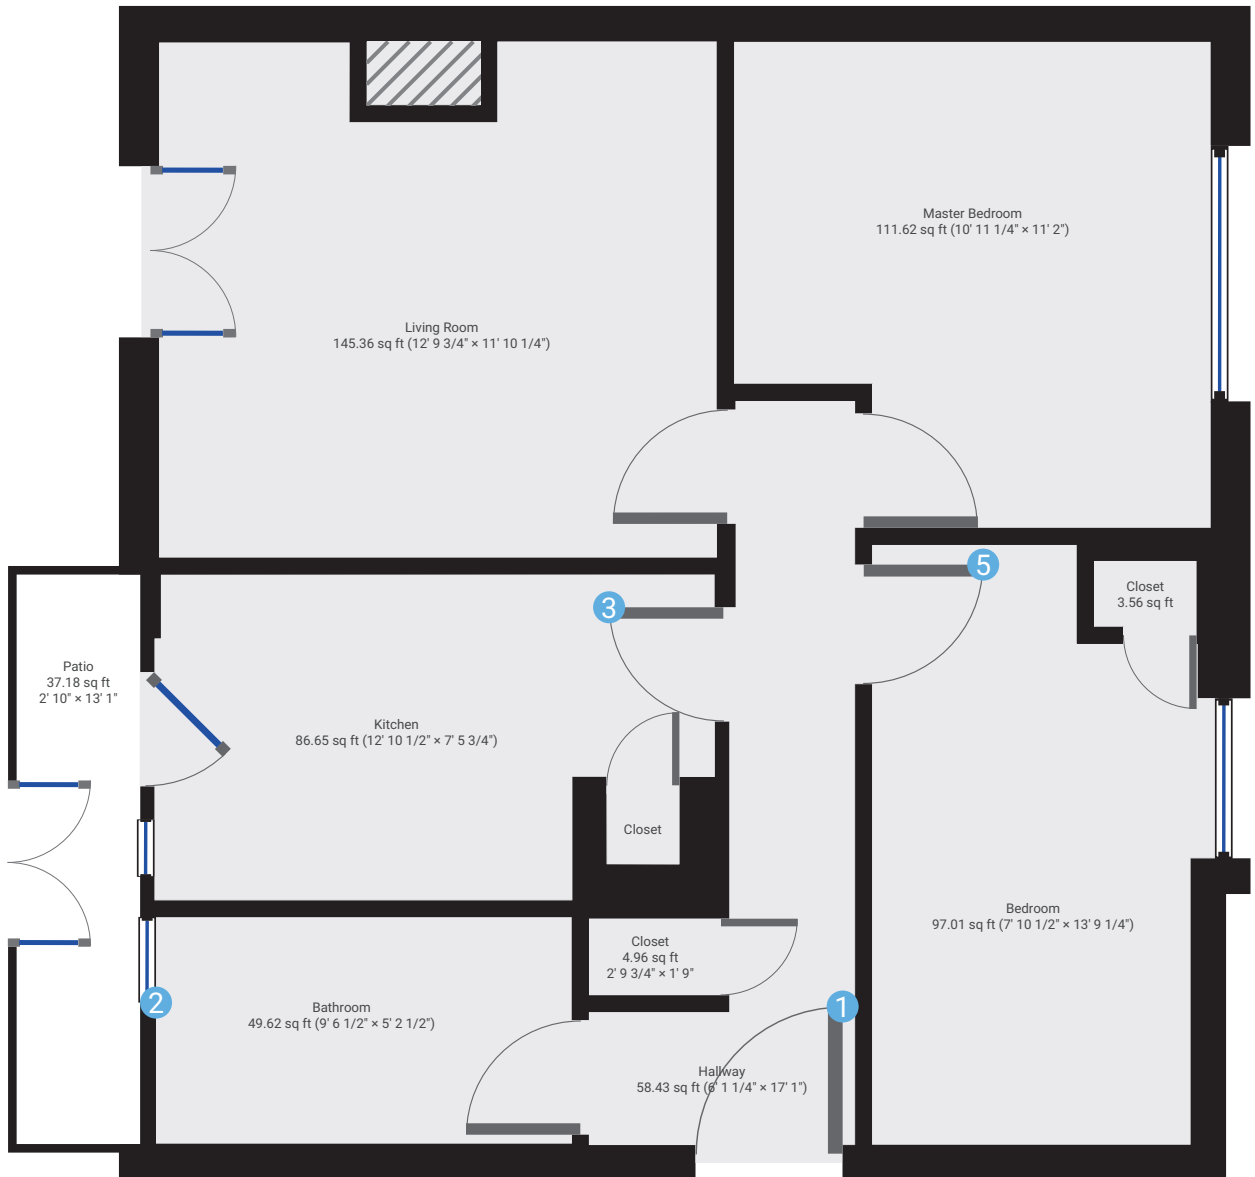 Master Bedroom
111.62 sq ft (10' 11 1/4" × 11' 2")
Living Room
145.36 sq ft (12' 9 3/4" × 11' 10 1/4")
5
Closet
3.56 sq ft
3
Patio
37.18 sq ft
2' 10" × 13' 1"
Kitchen
86.65 sq ft (12' 10 1/2" × 7' 5 3/4")
Closet
Bedroom
97.01 sq ft (7' 10 1/2" × 13' 9 1/4")
Closet
4.96 sq ft
2' 9 3/4" × 1' 9"
2
Bathroom
49.62 sq ft (9' 6 1/2" × 5' 2 1/2")
1
Hallway
58.43 sq ft (6' 1 1/4" × 17' 1")